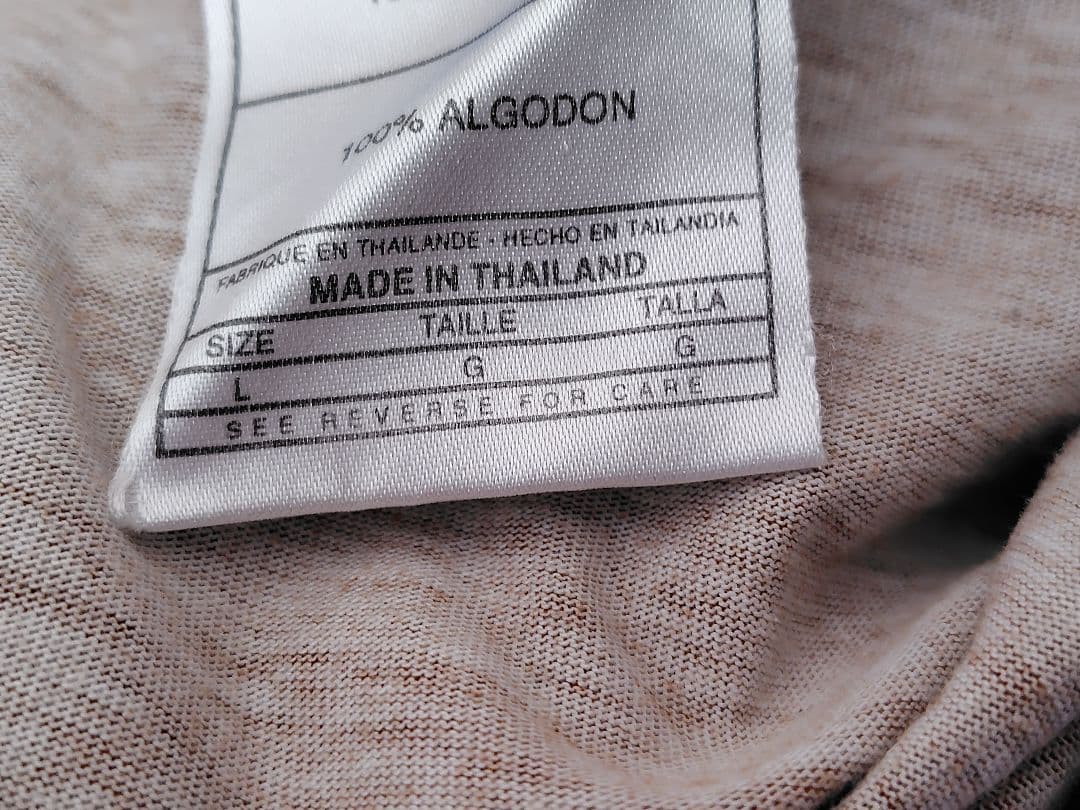 100% ALGODON
FABRIQUE EN THAILANDE - HECHO EN TAILANDIA
MADE IN THAILAND
SIZE TAILLE TALLA
L G G
SEE REVERSE FOR CARE